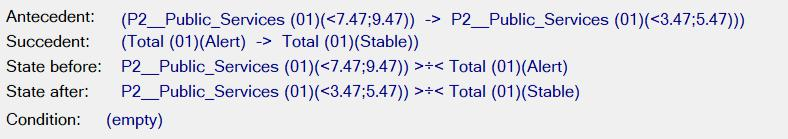 Antecedent: (P2__Public_Services (01)(<7.47;9.47)) -> P2__Public_Services (01)(<3.47;5.47)))
Succedent: (Total (01)(Alert) -> Total (01)(Stable))
State before: P2__Public_Services (01)(<7.47;9.47)) >÷< Total (01)(Alert)
State after: P2__Public_Services (01)(<3.47;5.47)) >÷< Total (01)(Stable)
Condition: (empty)